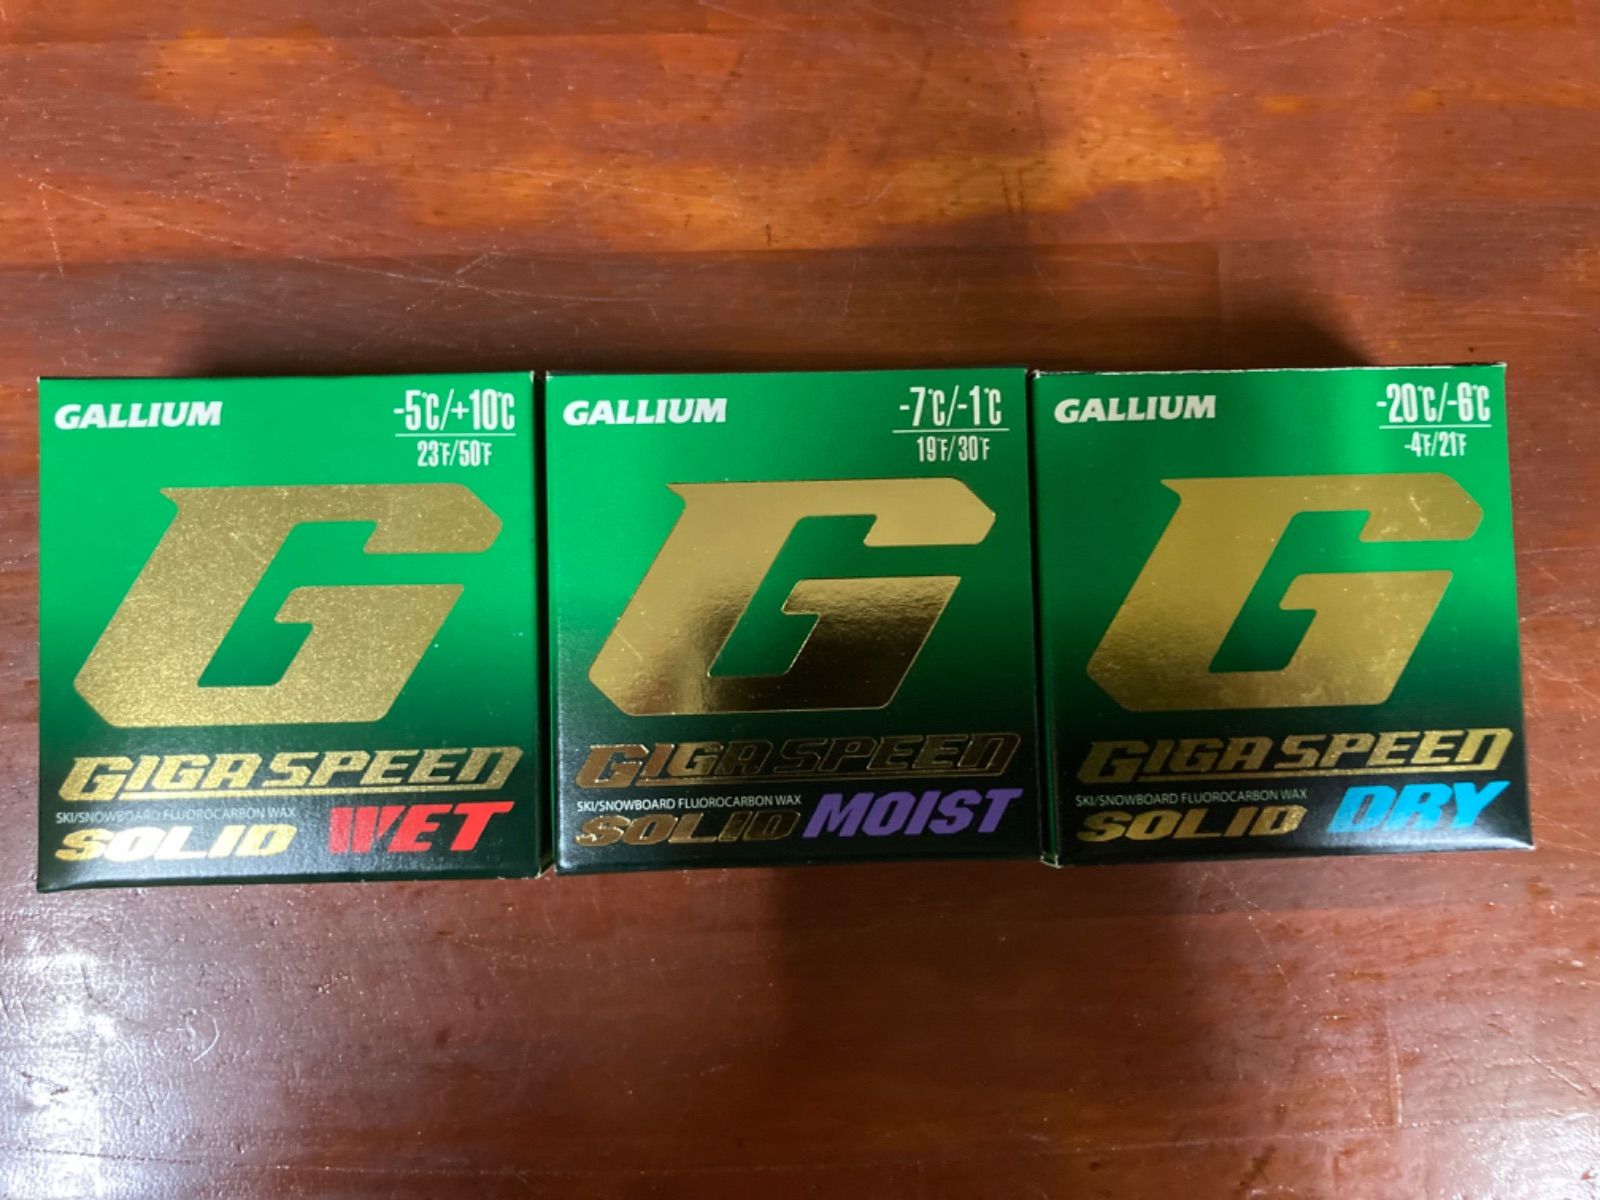 GALLIUM
-5℃/+10℃
23℉/50℉
G
GIGA SPEED
SKI/SNOWBOARD FLUOROCARBON WAX
SOLID WET
GALLIUM
-7℃/-1℃
19℉/30℉
G
GIGA SPEED
SKI/SNOWBOARD FLUOROCARBON WAX
SOLID MOIST
GALLIUM
-20℃/-6℃
-4℉/21℉
G
GIGA SPEED
SKI/SNOWBOARD FLUOROCARBON WAX
SOLID DRY